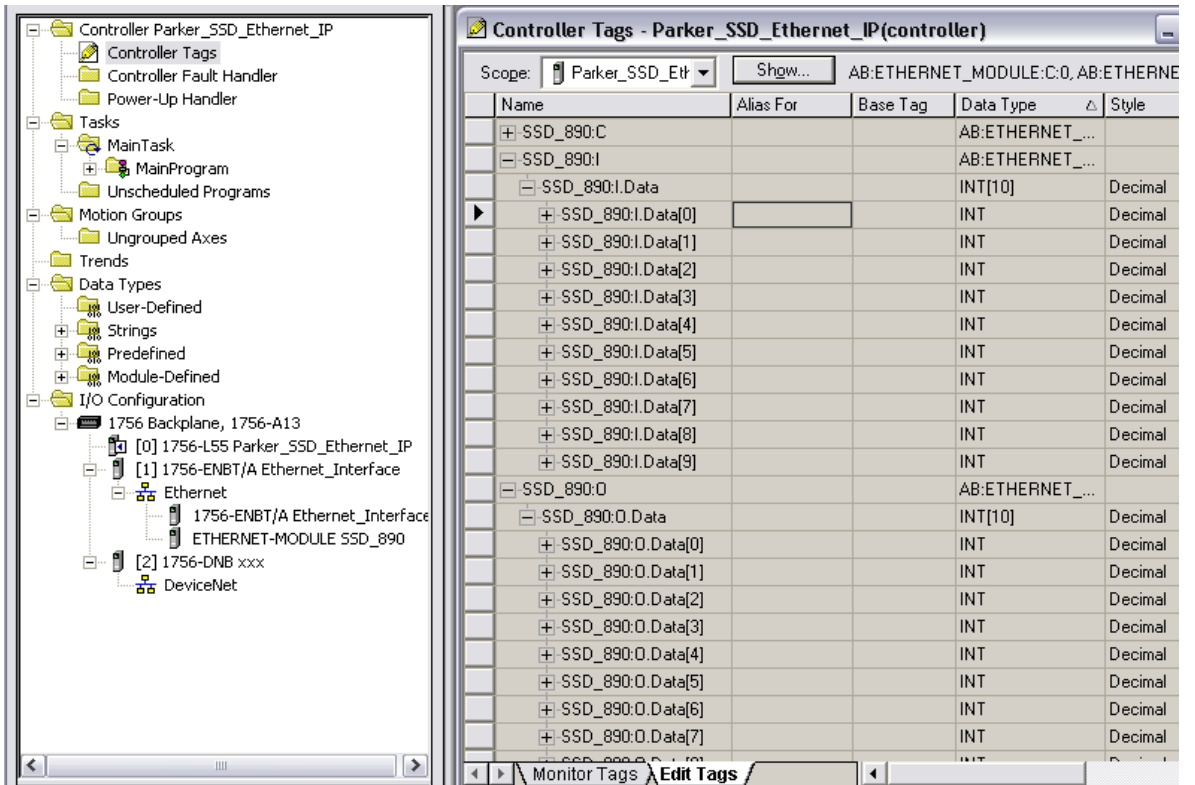 Controller Parker_SSD_Ethernet_IP
Controller Tags
Controller Fault Handler
Power-Up Handler
Tasks
MainTask
MainProgram
Unscheduled Programs
Motion Groups
Ungrouped Axes
Trends
Data Types
User-Defined
Strings
Predefined
Module-Defined
I/O Configuration
1756 Backplane, 1756-A13
[0] 1756-L55 Parker_SSD_Ethernet_IP
[1] 1756-ENBT/A Ethernet_Interface
Ethernet
1756-ENBT/A Ethernet_Interface
ETHERNET-MODULE SSD_890
[2] 1756-DNB xxx
DeviceNet
Controller Tags - Parker_SSD_Ethernet_IP(controller)
Scope: Parker_SSD_Eth Show... AB:ETHERNET_MODULE:C:0, AB:ETHERNE
Name Alias For Base Tag Data Type Style
SSD_890:C AB:ETHERNET_...
SSD_890:I AB:ETHERNET_...
SSD_890:I.Data INT[10] Decimal
SSD_890:I.Data[0] INT Decimal
SSD_890:I.Data[1] INT Decimal
SSD_890:I.Data[2] INT Decimal
SSD_890:I.Data[3] INT Decimal
SSD_890:I.Data[4] INT Decimal
SSD_890:I.Data[5] INT Decimal
SSD_890:I.Data[6] INT Decimal
SSD_890:I.Data[7] INT Decimal
SSD_890:I.Data[8] INT Decimal
SSD_890:I.Data[9] INT Decimal
SSD_890:O AB:ETHERNET_...
SSD_890:O.Data INT[10] Decimal
SSD_890:O.Data[0] INT Decimal
SSD_890:O.Data[1] INT Decimal
SSD_890:O.Data[2] INT Decimal
SSD_890:O.Data[3] INT Decimal
SSD_890:O.Data[4] INT Decimal
SSD_890:O.Data[5] INT Decimal
SSD_890:O.Data[6] INT Decimal
SSD_890:O.Data[7] INT Decimal
Monitor Tags Edit Tags